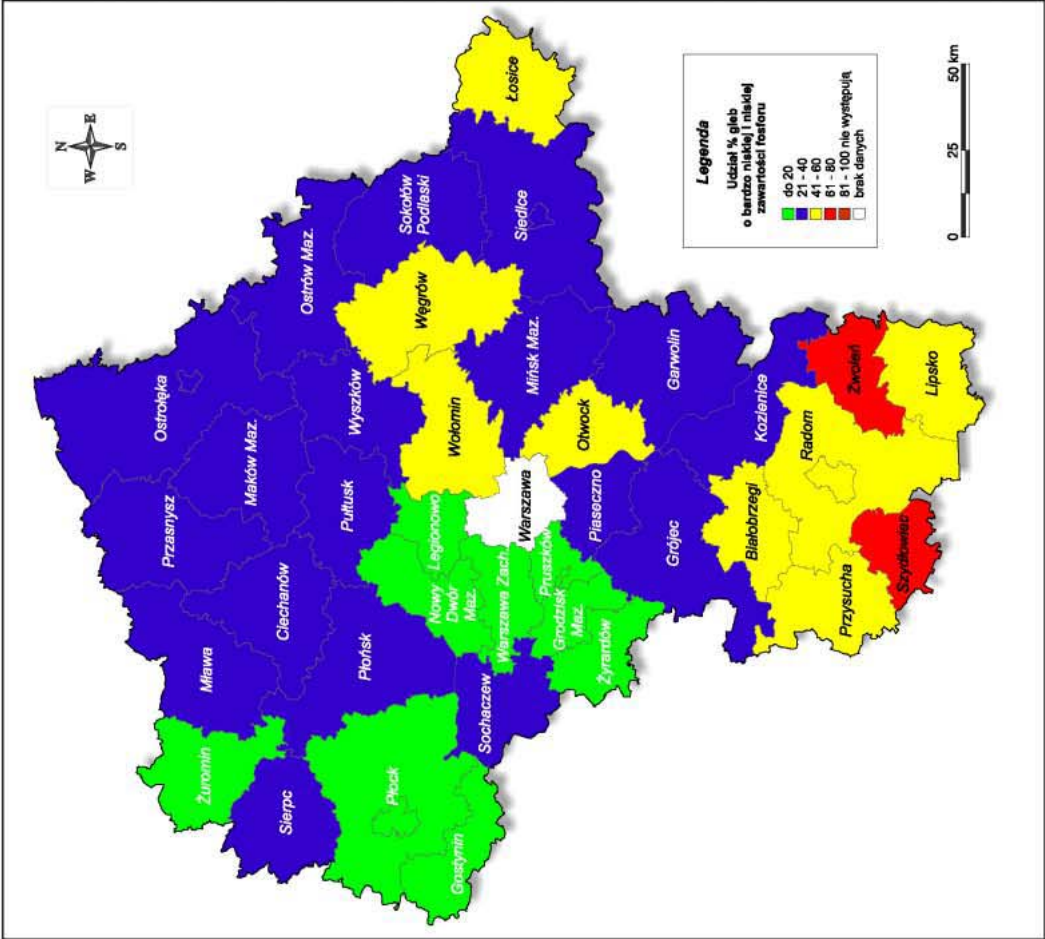 N
W
E
S
Żuromin
Mława
Przasnysz
Ostrołęka
Sierpc
Ciechanów
Maków Maz.
Ostrów Maz.
Płock
Płońsk
Pułtusk
Wyszków
Sokołów
Podlaski
Łosice
Gostynin
Sochaczew
Nowy
Dwór
Maz.
Legionowo
Wołomin
Węgrów
Siedlce
Warszawa Zach.
Warszawa
Mińsk Maz.
Pruszków
Grodzisk
Maz.
Żyrardów
Piaseczno
Otwock
Garwolin
Grójec
Kozienice
Białobrzegi
Radom
Zwoleń
Przysucha
Szydłowiec
Lipsko
Legenda
Udział % gleb
o bardzo niskiej i niskiej
zawartości fosforu
do 20
21 - 40
41 - 60
61 - 80
81 - 100 nie występują
brak danych
0 25 50 km